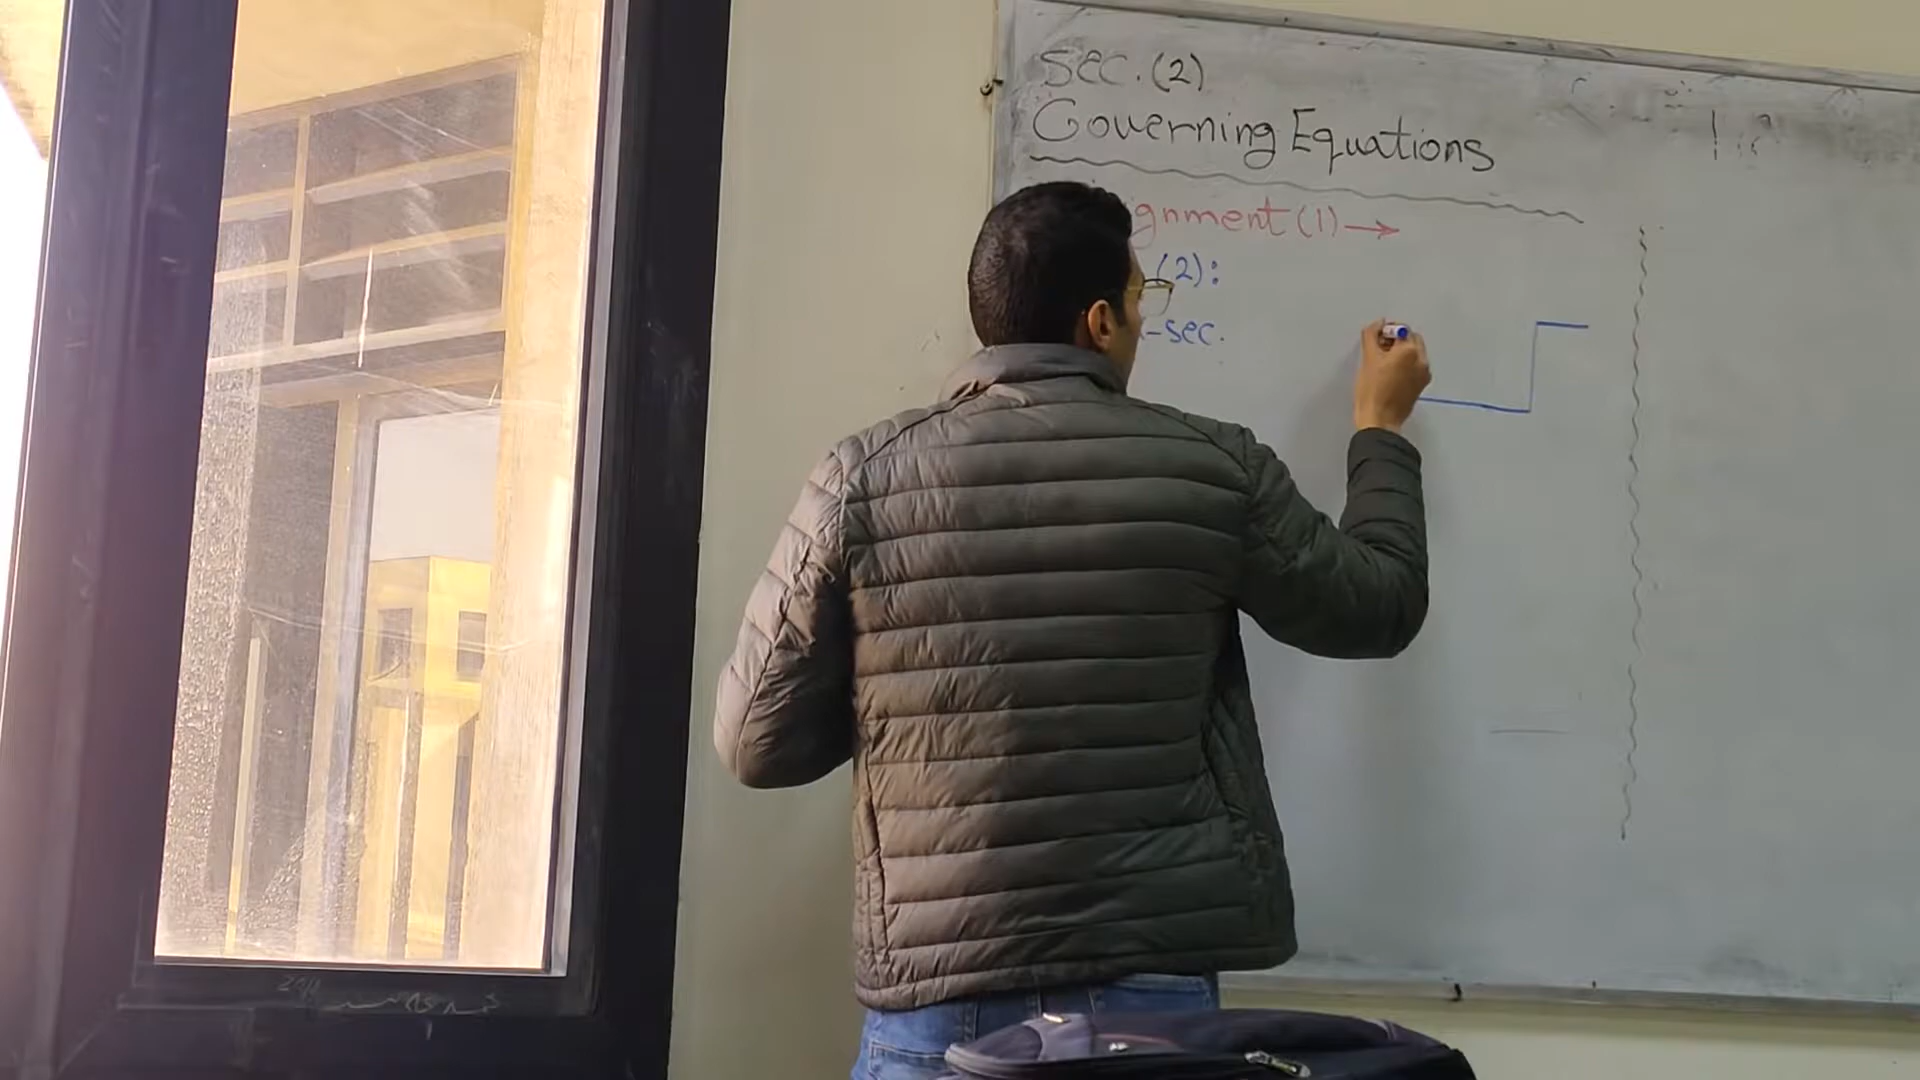 Sec. (2)
Governing Equations
gnment (1) →
(2):
-sec.